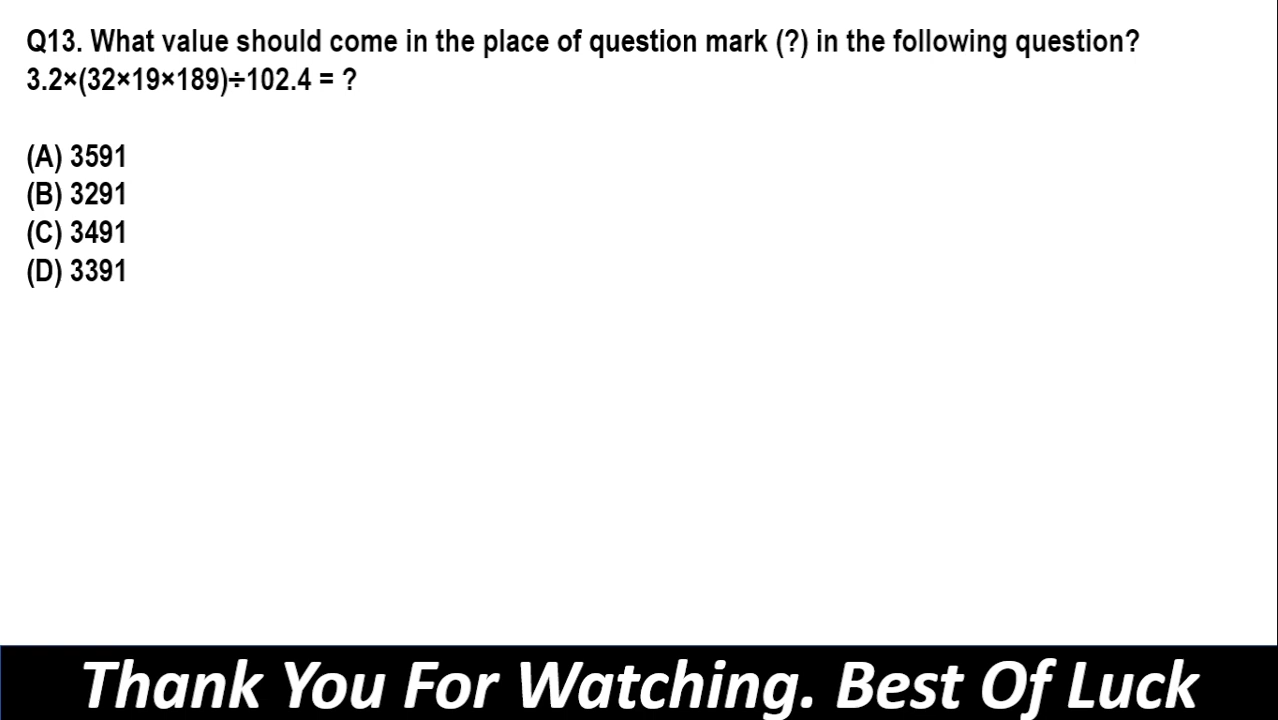 Q13. What value should come in the place of question mark (?) in the following question?
3.2×(32×19×189)÷102.4 = ?
(A) 3591
(B) 3291
(C) 3491
(D) 3391
Thank You For Watching. Best Of Luck